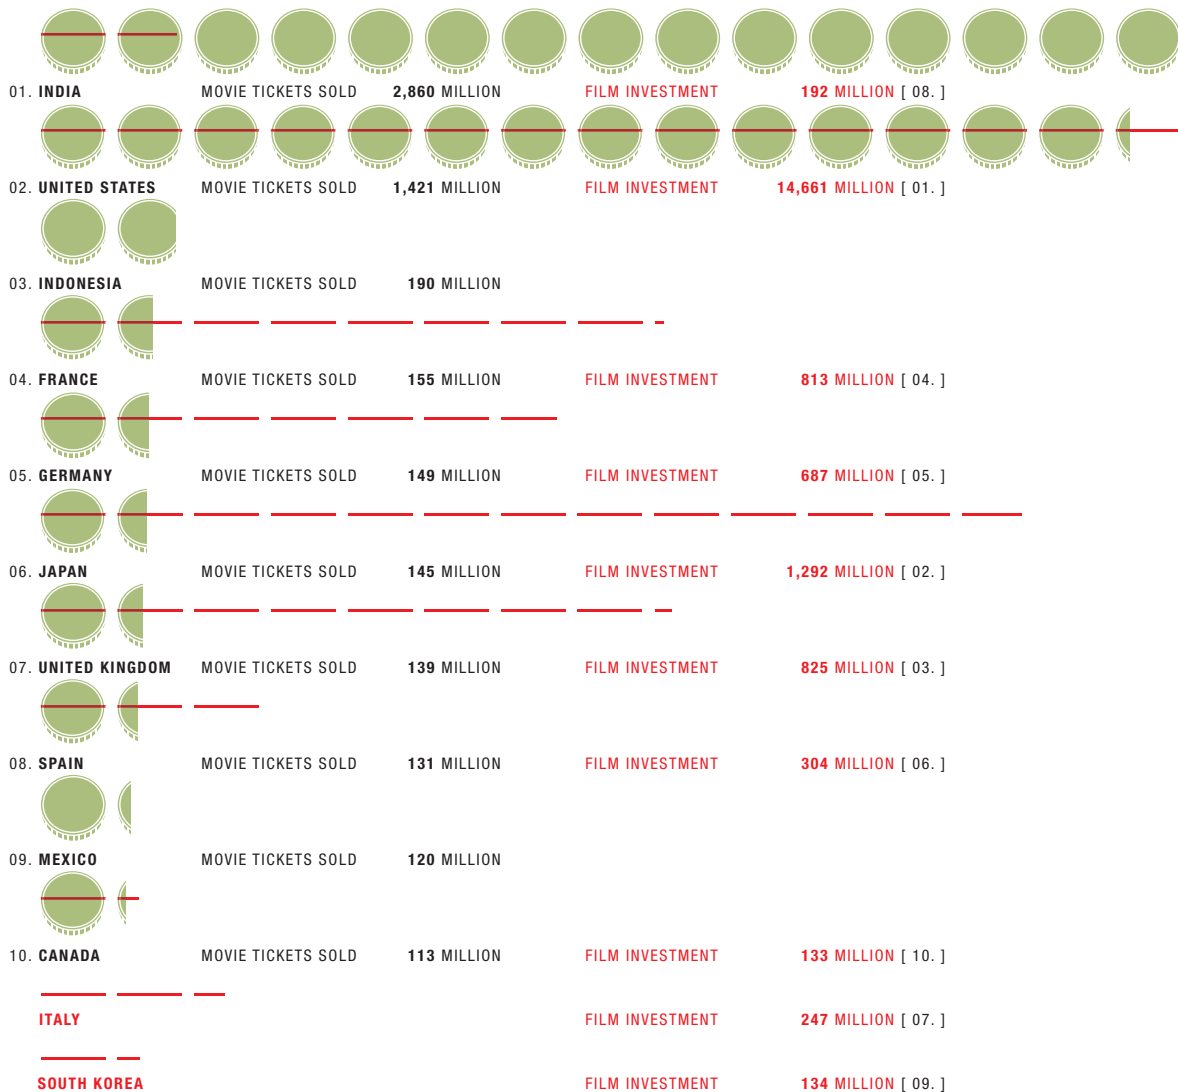 01. INDIA MOVIE TICKETS SOLD 2,860 MILLION FILM INVESTMENT 192 MILLION [ 08. ]
02. UNITED STATES MOVIE TICKETS SOLD 1,421 MILLION FILM INVESTMENT 14,661 MILLION [ 01. ]
03. INDONESIA MOVIE TICKETS SOLD 190 MILLION
04. FRANCE MOVIE TICKETS SOLD 155 MILLION FILM INVESTMENT 813 MILLION [ 04. ]
05. GERMANY MOVIE TICKETS SOLD 149 MILLION FILM INVESTMENT 687 MILLION [ 05. ]
06. JAPAN MOVIE TICKETS SOLD 145 MILLION FILM INVESTMENT 1,292 MILLION [ 02. ]
07. UNITED KINGDOM MOVIE TICKETS SOLD 139 MILLION FILM INVESTMENT 825 MILLION [ 03. ]
08. SPAIN MOVIE TICKETS SOLD 131 MILLION FILM INVESTMENT 304 MILLION [ 06. ]
09. MEXICO MOVIE TICKETS SOLD 120 MILLION
10. CANADA MOVIE TICKETS SOLD 113 MILLION FILM INVESTMENT 133 MILLION [ 10. ]
ITALY FILM INVESTMENT 247 MILLION [ 07. ]
SOUTH KOREA FILM INVESTMENT 134 MILLION [ 09. ]